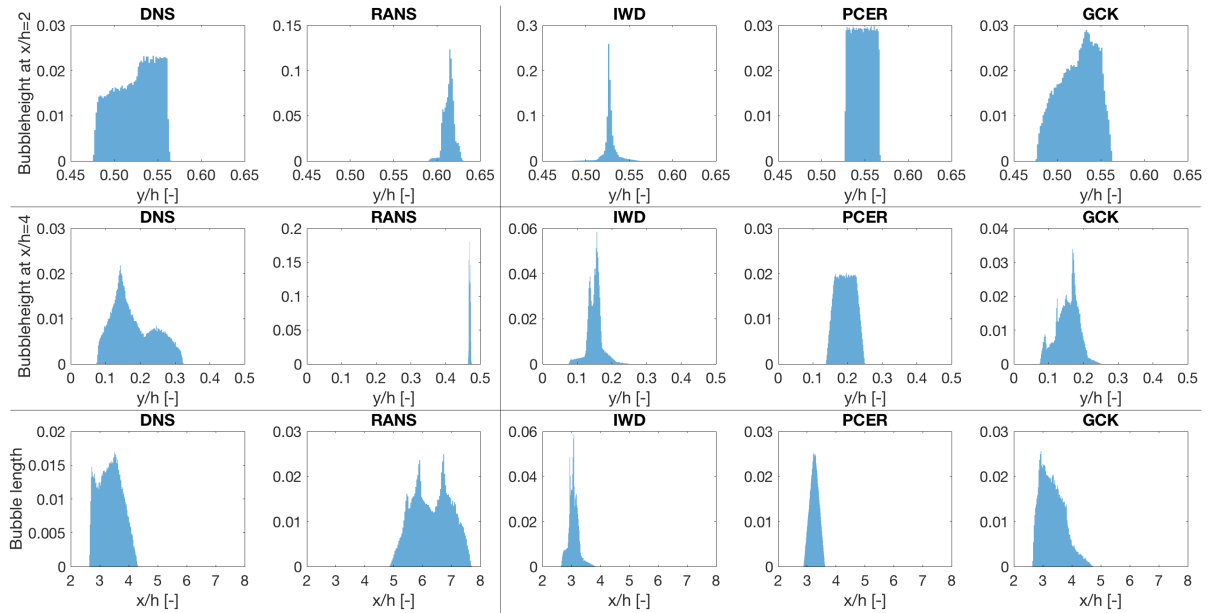 DNS RANS IWD PCER GCK
Bubbleheight at x/h=2
0.03 0.15 0.3 0.03 0.03
0.02 0.1 0.2 0.02 0.02
0.01 0.05 0.1 0.01 0.01
0 0 0 0 0
0.45 0.50 0.55 0.60 0.65 0.45 0.50 0.55 0.60 0.65 0.45 0.50 0.55 0.60 0.65 0.45 0.50 0.55 0.60 0.65 0.45 0.50 0.55 0.60 0.65
y/h [-] y/h [-] y/h [-] y/h [-] y/h [-]
DNS RANS IWD PCER GCK
Bubbleheight at x/h=4
0.03 0.2 0.06 0.03 0.04
0.02 0.15 0.04 0.02 0.03
0.01 0.1 0.02 0.01 0.02
0 0.05 0 0 0.01
0 0
0 0.1 0.2 0.3 0.4 0.5 0 0.1 0.2 0.3 0.4 0.5 0 0.1 0.2 0.3 0.4 0.5 0 0.1 0.2 0.3 0.4 0.5 0 0.1 0.2 0.3 0.4 0.5
y/h [-] y/h [-] y/h [-] y/h [-] y/h [-]
DNS RANS IWD PCER GCK
Bubble length
0.02 0.03 0.06 0.03 0.03
0.015 0.02 0.04 0.02 0.02
0.01 0.01 0.02 0.01 0.01
0.005 0 0 0 0
0
2 3 4 5 6 7 8 2 3 4 5 6 7 8 2 3 4 5 6 7 8 2 3 4 5 6 7 8 2 3 4 5 6 7 8
x/h [-] x/h [-] x/h [-] x/h [-] x/h [-]